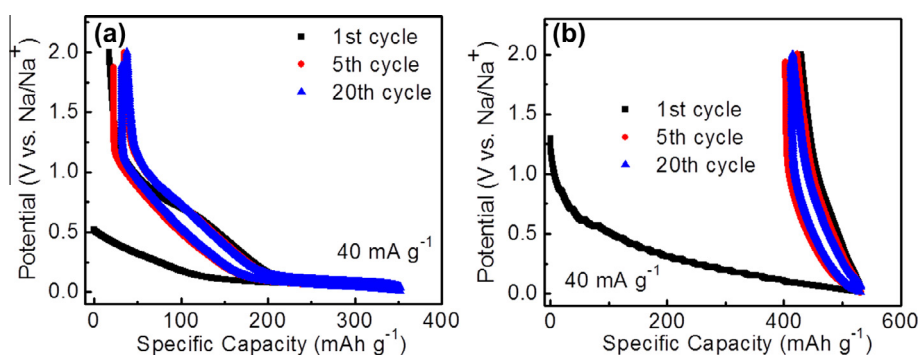 (a)
1st cycle
5th cycle
20th cycle
40 mA g⁻¹
Potential (V vs. Na/Na⁺)
2.0
1.5
1.0
0.5
0.0
0 100 200 300 400
Specific Capacity (mAh g⁻¹)
(b)
1st cycle
5th cycle
20th cycle
40 mA g⁻¹
Potential (V vs. Na/Na⁺)
2.0
1.5
1.0
0.5
0.0
0 200 400 600
Specific Capacity (mAh g⁻¹)